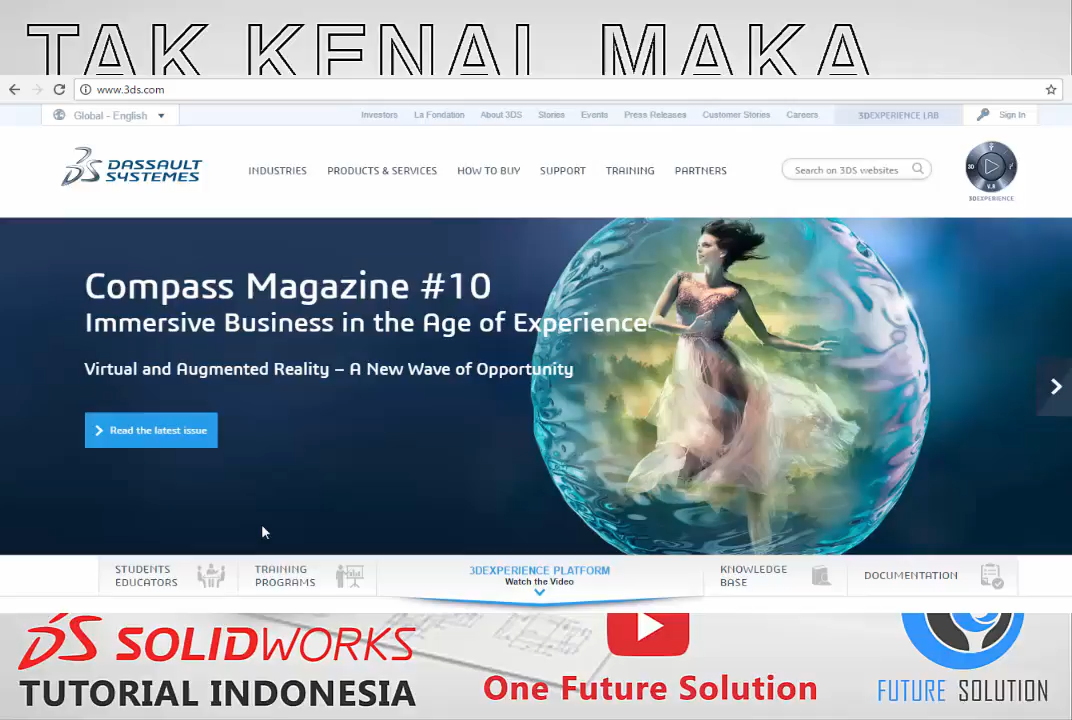 TAK KENAL MAKA
www.3ds.com
Global - English
Investors La Fondation About 3DS Stories Events Press Releases Customer Stories Careers 3DEXPERIENCE LAB Sign In
DASSAULT
SYSTEMES
INDUSTRIES PRODUCTS & SERVICES HOW TO BUY SUPPORT TRAINING PARTNERS
Search on 3DS websites
3D
V.R
3DEXPERIENCE
Compass Magazine #10
Immersive Business in the Age of Experience
Virtual and Augmented Reality – A New Wave of Opportunity
Read the latest issue
STUDENTS
EDUCATORS
TRAINING
PROGRAMS
3DEXPERIENCE PLATFORM
Watch the Video
KNOWLEDGE
BASE
DOCUMENTATION
SOLIDWORKS
TUTORIAL INDONESIA
One Future Solution
FUTURE SOLUTION